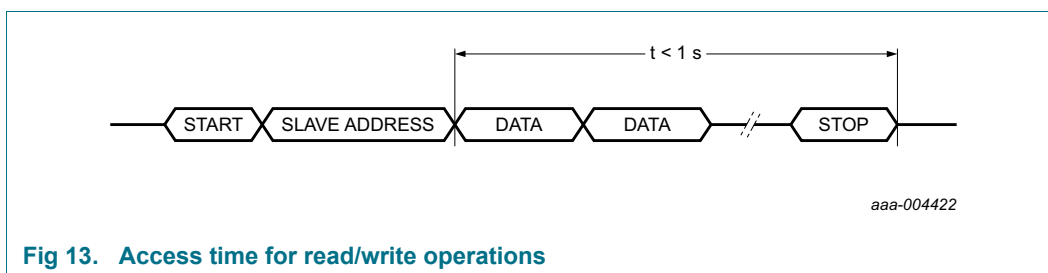 t < 1 s
START SLAVE ADDRESS DATA DATA STOP
aaa-004422
Fig 13. Access time for read/write operations